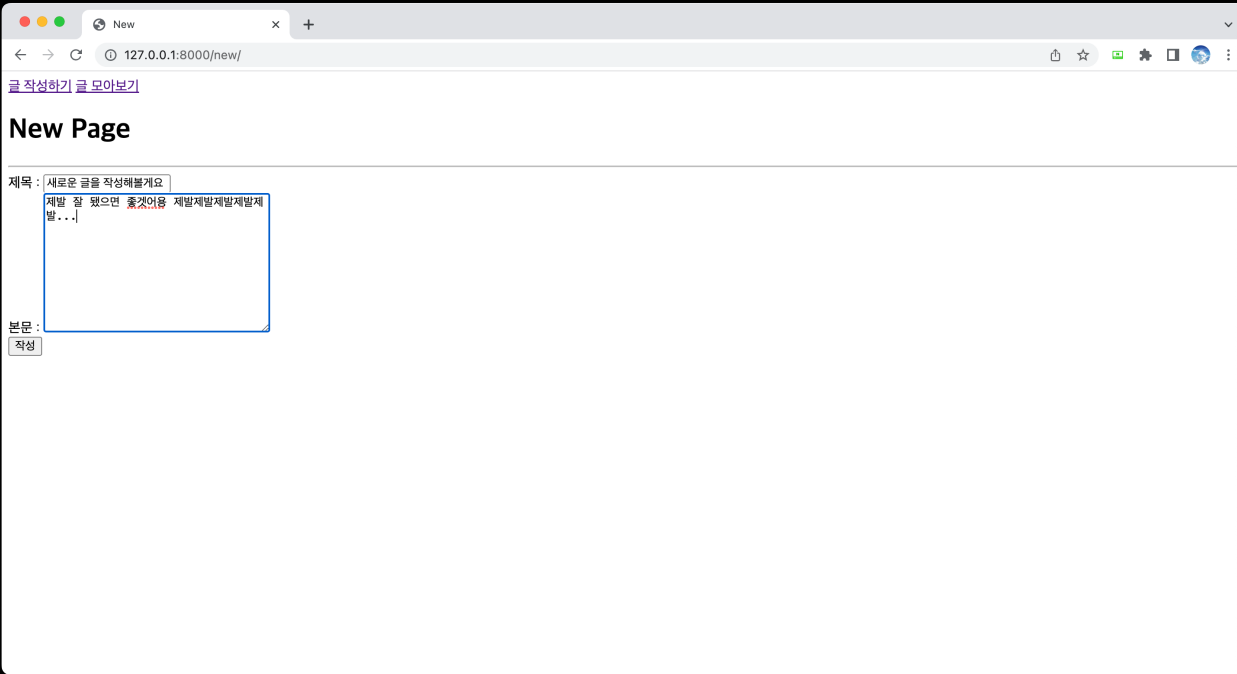 New
127.0.0.1:8000/new/
글 작성하기 글 모아보기
New Page
제목 : 새로운 글을 작성해볼게요
제발 잘 됐으면 좋겟어용 제발제발제발제발제
발...
본문 :
작성